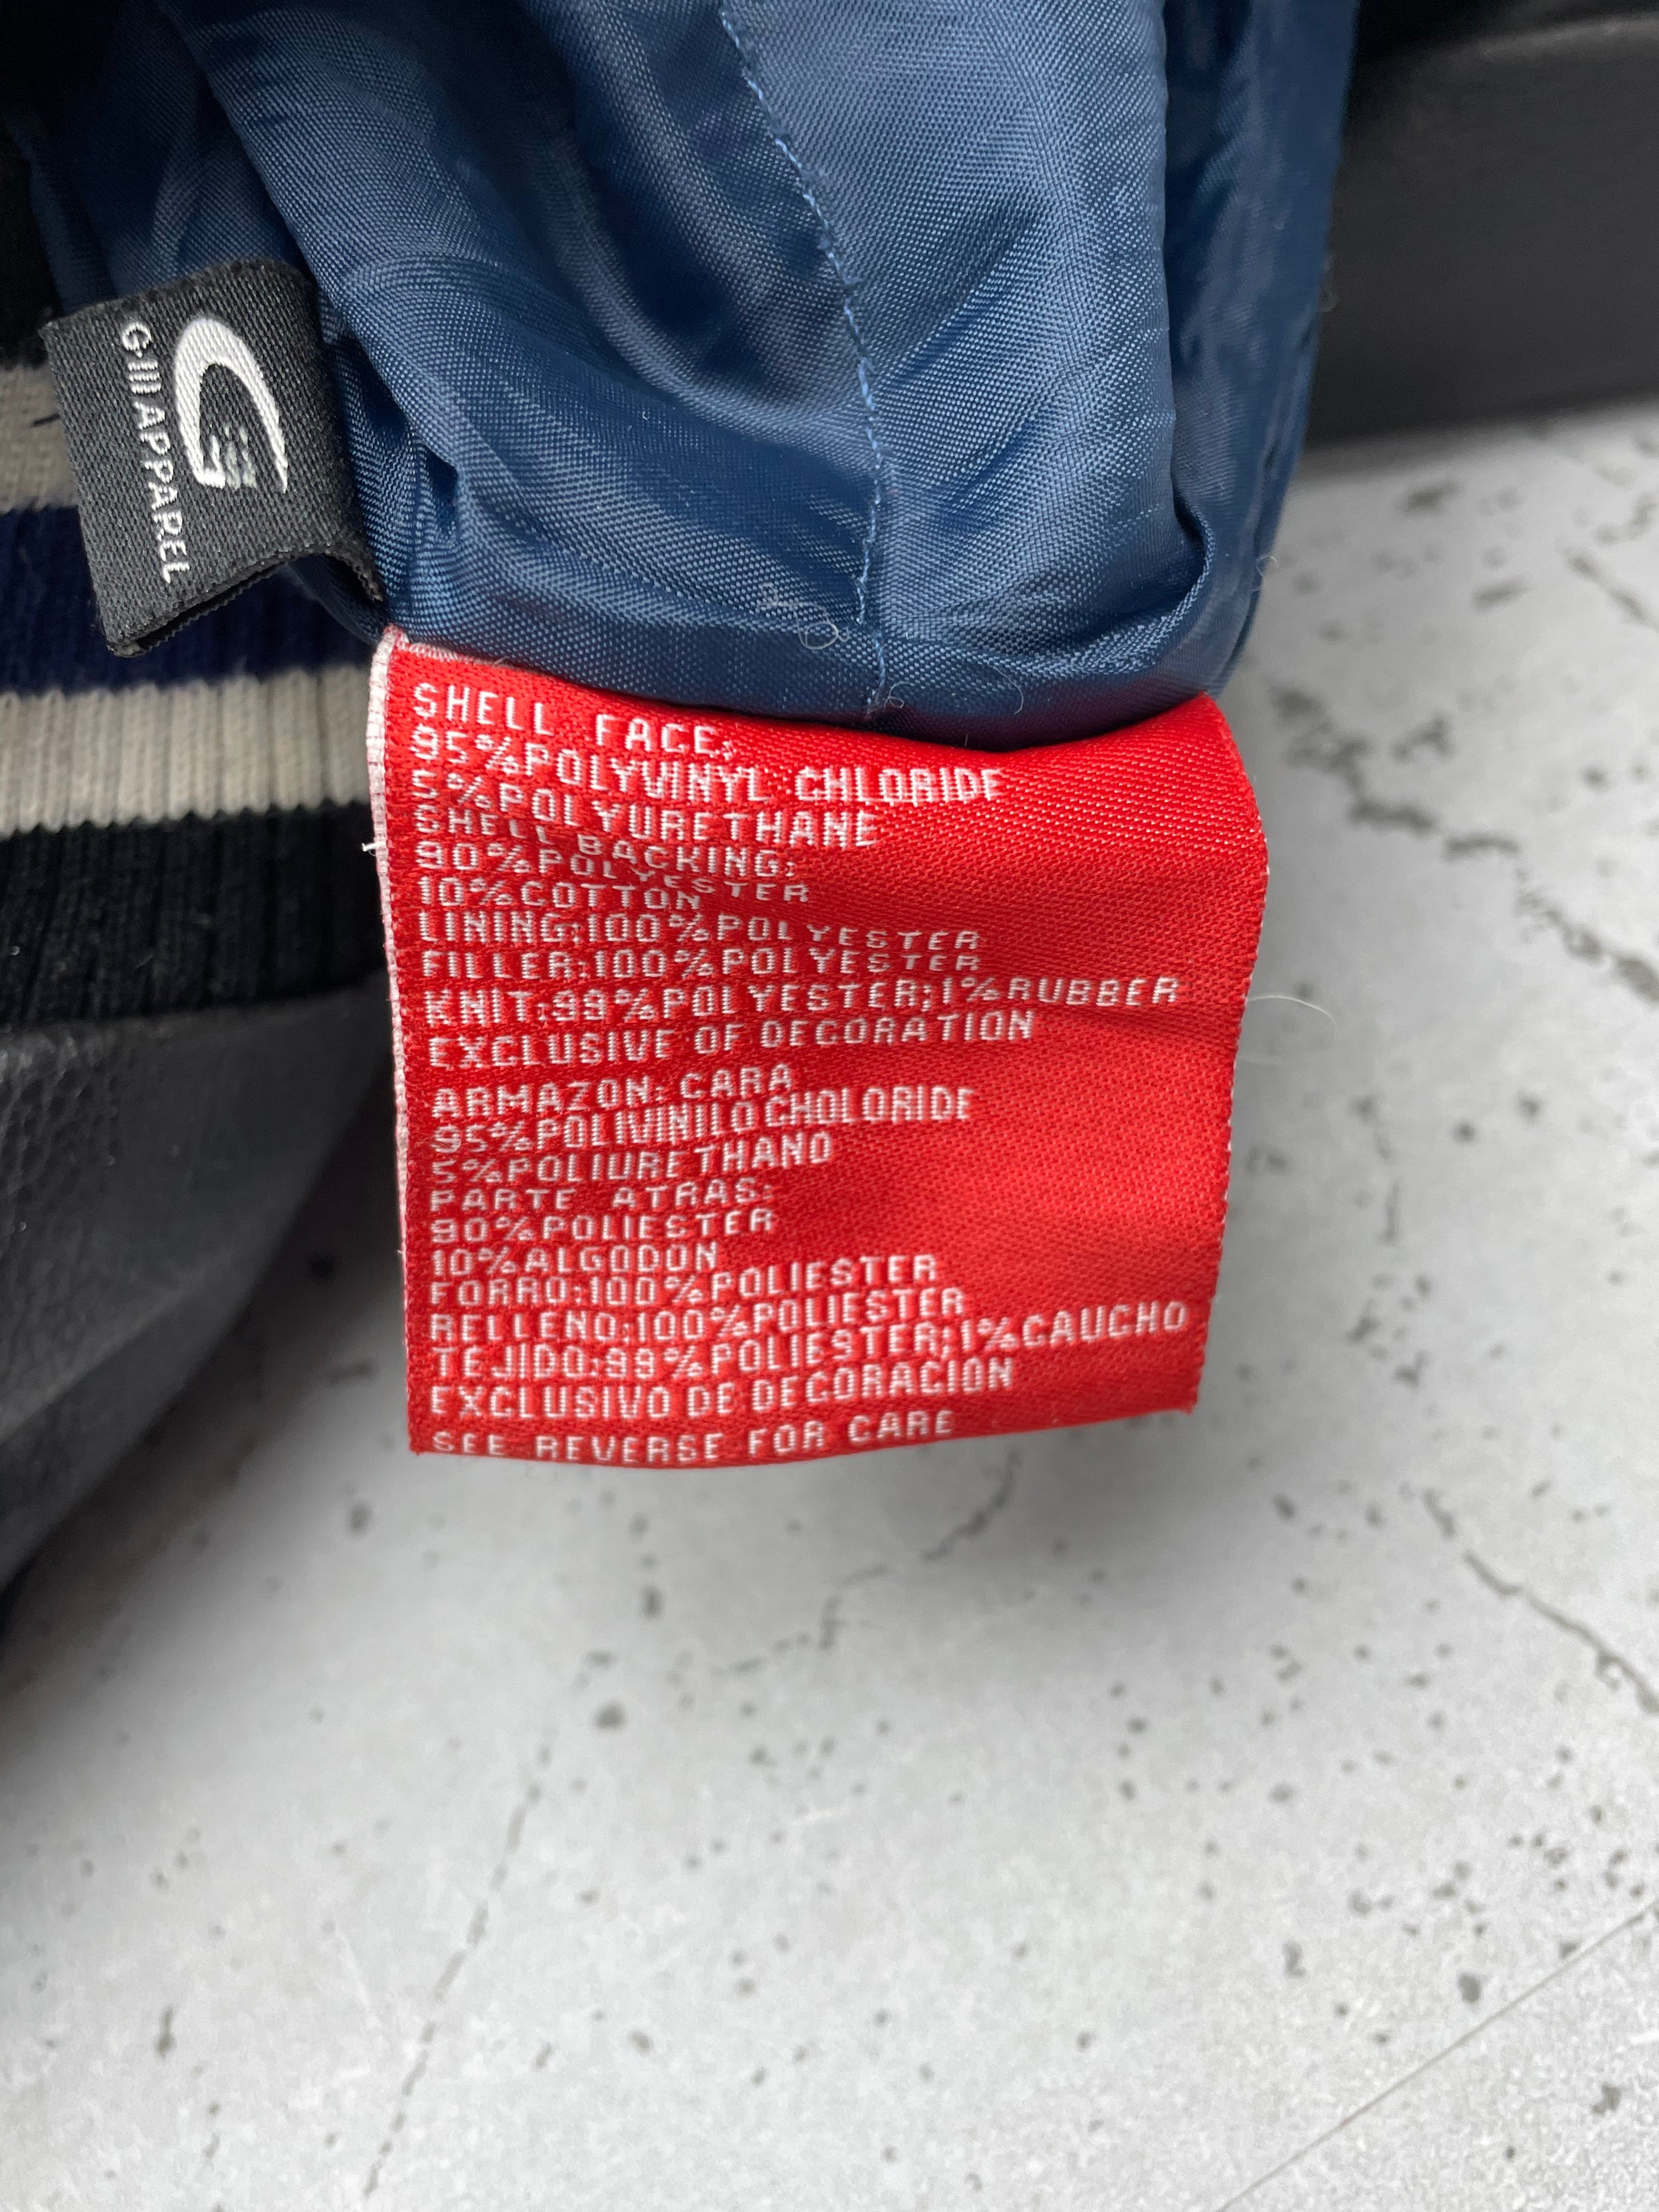 G-III APPAREL
SHELL FACE:
95%POLYVINYL CHLORIDE
5%POLYURETHANE
SHELL BACKING:
90%POLYESTER
10%COTTON
LINING:100%POLYESTER
FILLER:100%POLYESTER
KNIT:99%POLYESTER;1%RUBBER
EXCLUSIVE OF DECORATION
ARMAZON: CARA
95%POLIVINILO CHOLORIDE
5%POLIURETHANO
PARTE ATRAS:
90%POLIESTER
10%ALGODON
FORRO:100%POLIESTER
RELLENO:100%POLIESTER
TEJIDO:99%POLIESTER;1%CAUCHO
EXCLUSIVO DE DECORACION
SEE REVERSE FOR CARE